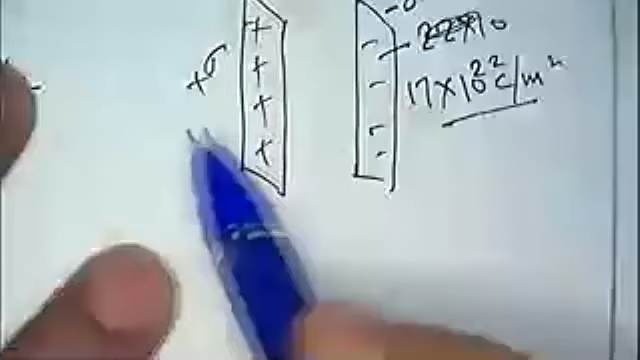 +σ
+
+
+
+
-σ
-
-
-
-
17×10²² C/m²